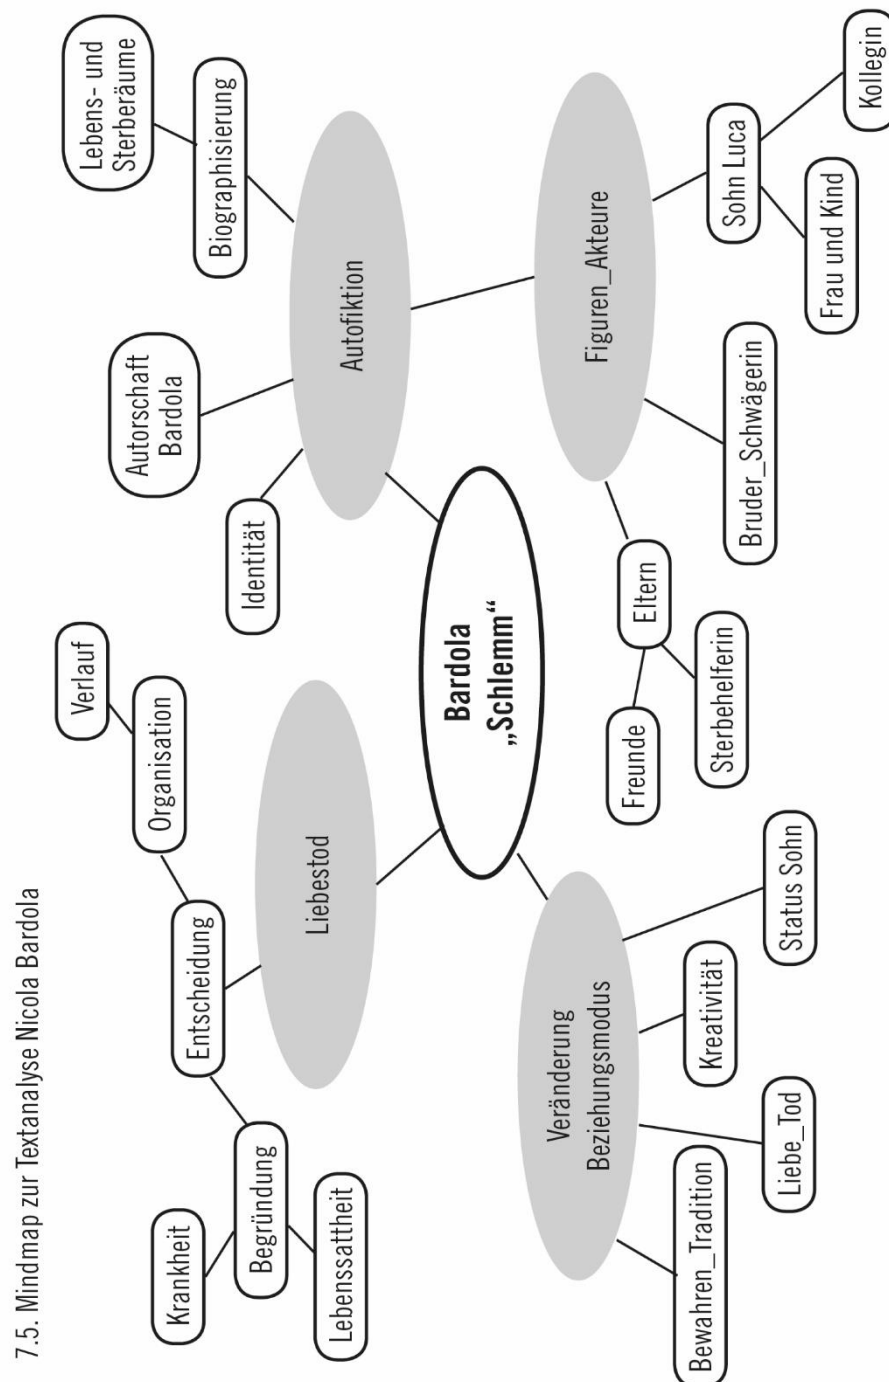 7.5. Mindmap zur Textanalyse Nicola Bardola
Verlauf
Krankheit
Organisation
Entscheidung
Begründung
Lebenssattheit
Liebestod
Lebens- und
Sterberäume
Biographisierung
Autorschaft
Bardola
Identität
Autofiktion
Bardola
„Schlemm“
Veränderung
Beziehungsmodus
Bewahren_Tradition
Liebe_Tod
Kreativität
Status Sohn
Figuren_Akteure
Eltern
Freunde
Sterbehelferin
Bruder_Schwägerin
Sohn Luca
Frau und Kind
Kollegin